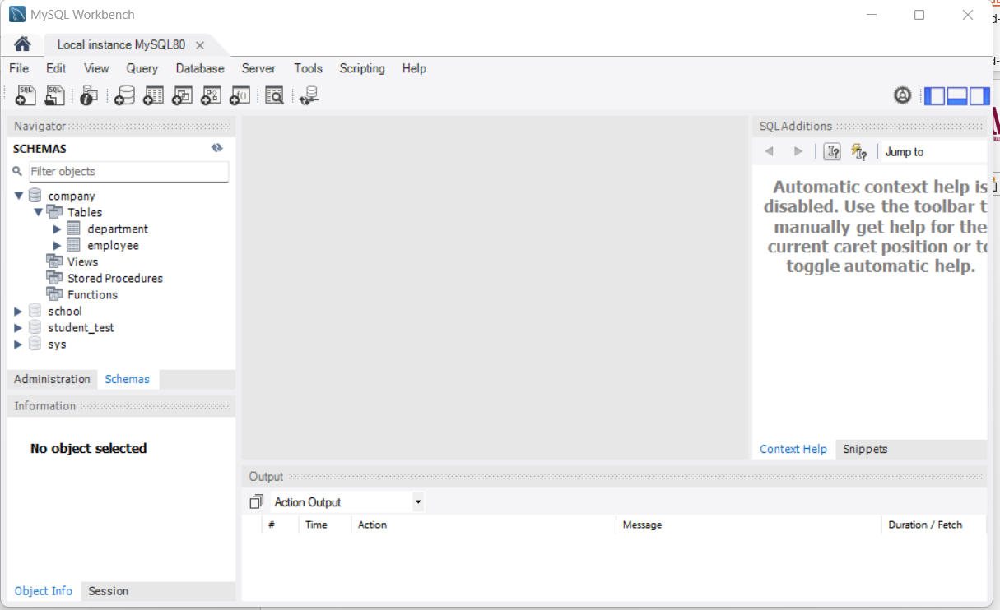 MySQL Workbench
Local instance MySQL80
File Edit View Query Database Server Tools Scripting Help
Navigator
SCHEMAS
Filter objects
company
Tables
department
employee
Views
Stored Procedures
Functions
school
student_test
sys
Administration Schemas
Information
No object selected
Object Info Session
SQLAdditions
Jump to
Automatic context help is
disabled. Use the toolbar t
manually get help for the
current caret position or to
toggle automatic help.
Context Help Snippets
Output
Action Output
# Time Action Message Duration / Fetch